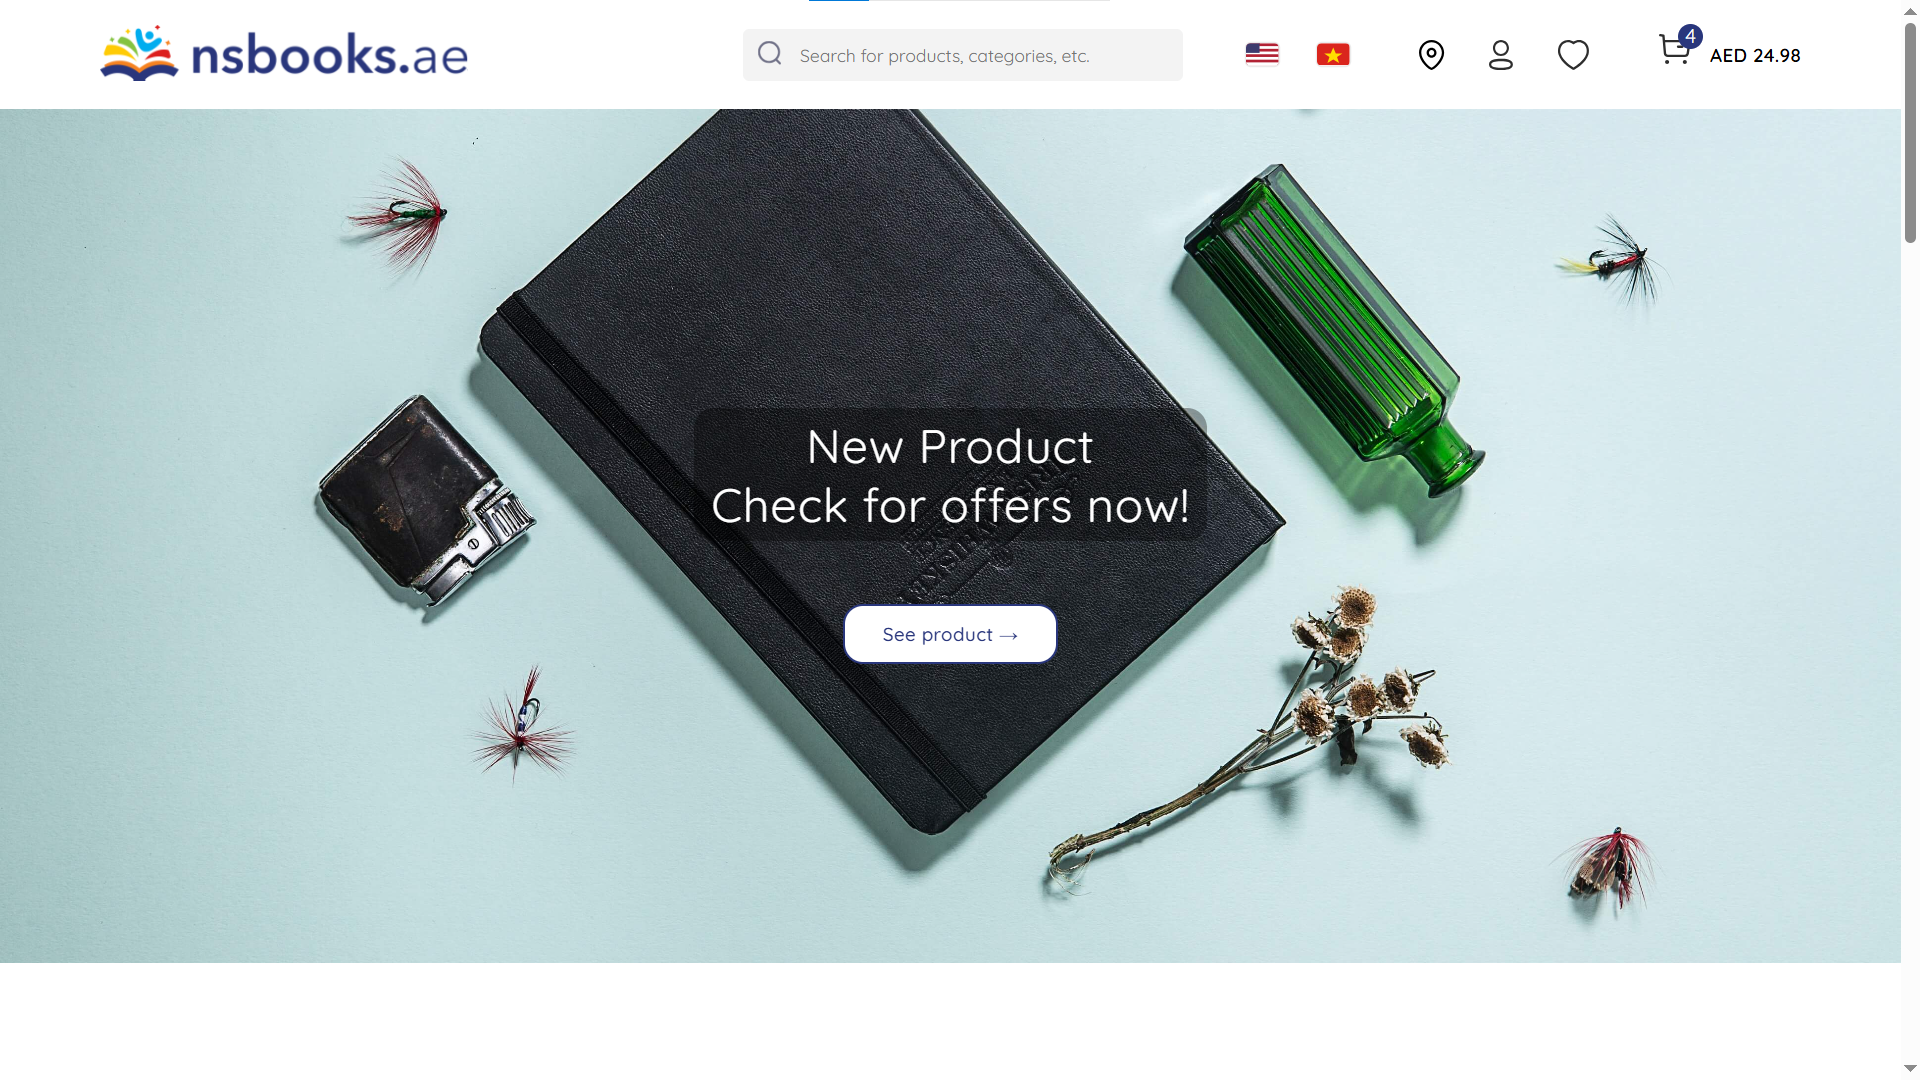 nsbooks.ae
Search for products, categories, etc.
4
AED 24.98
New Product
Check for offers now!
See product →